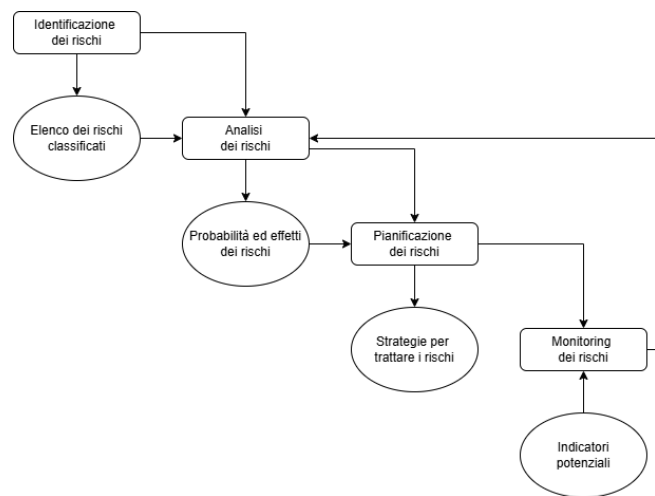 Identificazione
dei rischi
Elenco dei rischi
classificati
Analisi
dei rischi
Probabilità ed effetti
dei rischi
Pianificazione
dei rischi
Strategie per
trattare i rischi
Monitoring
dei rischi
Indicatori
potenziali